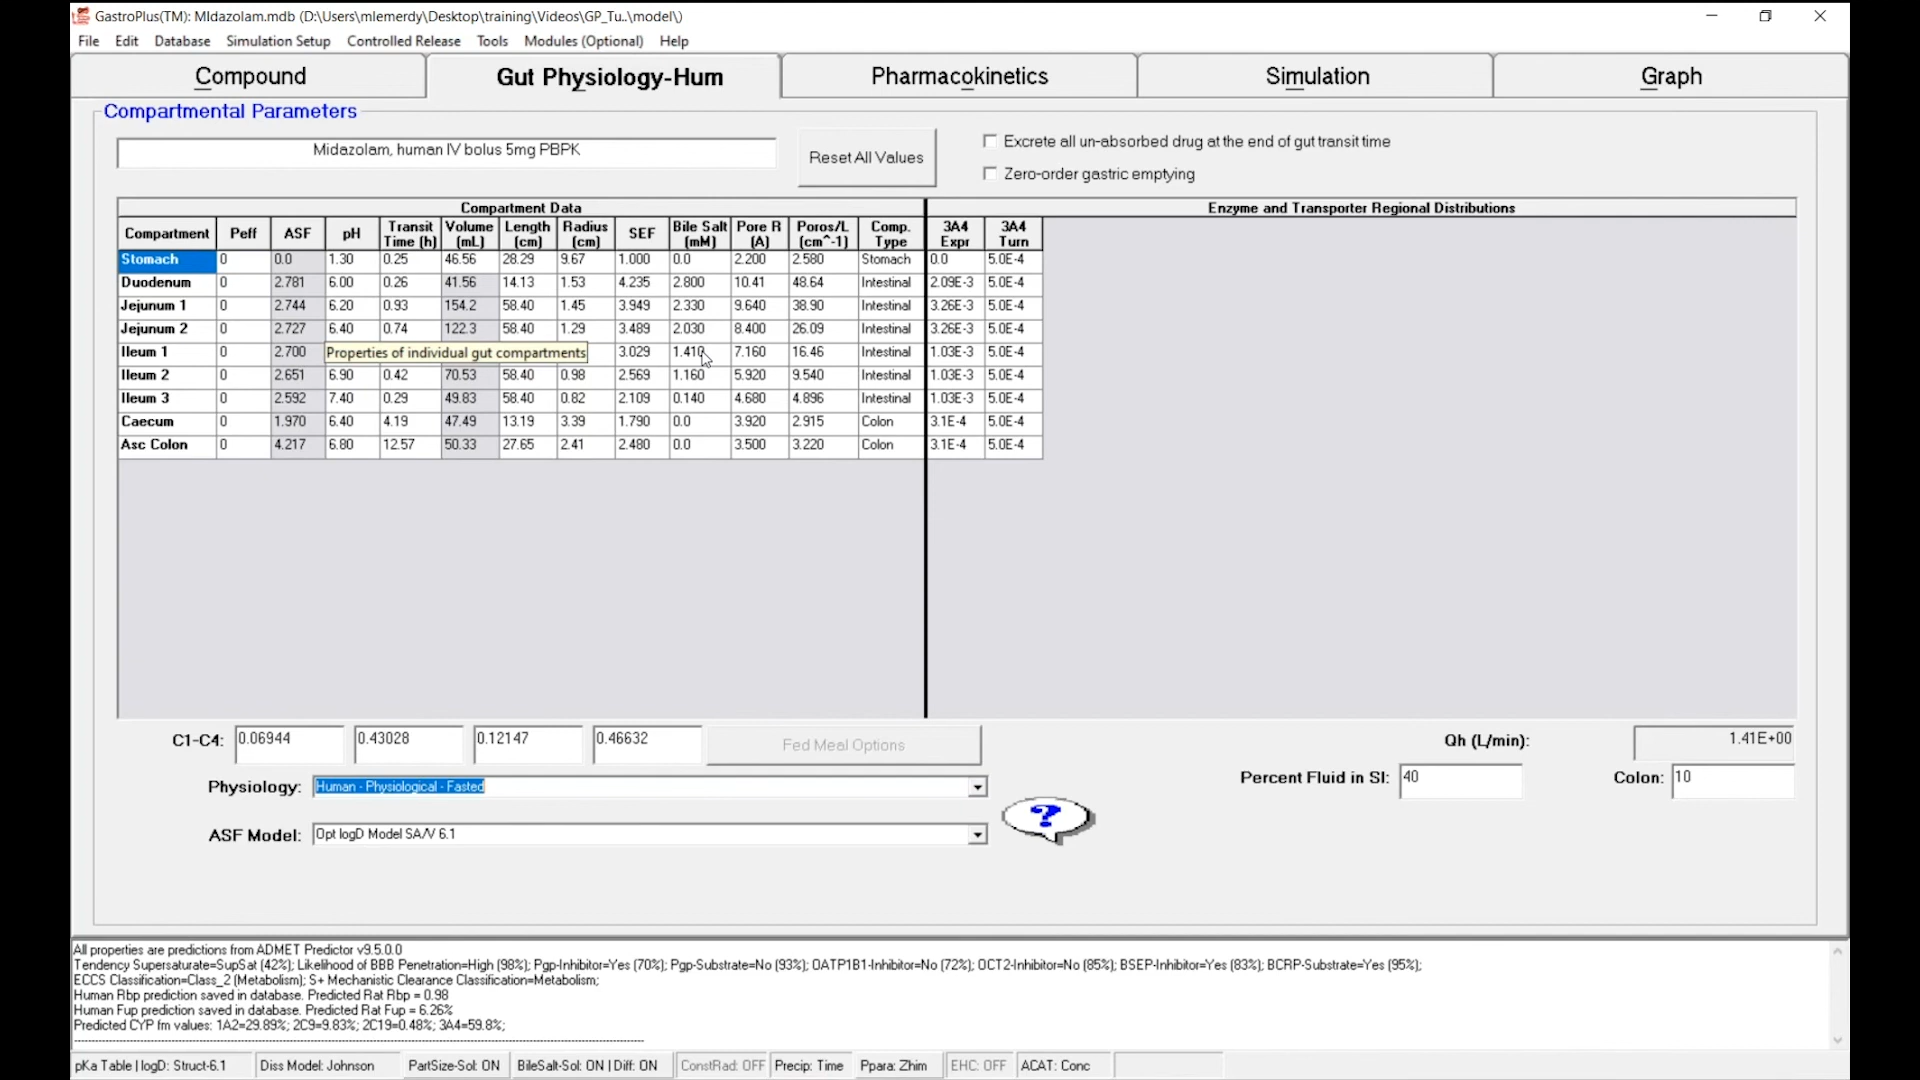 GastroPlus(TM): MIdazolam.mdb (D:\Users\mlemerdy\Desktop\training\Videos\GP_Tu..\model\)
File Edit Database Simulation Setup Controlled Release Tools Modules (Optional) Help
Compound Gut Physiology-Hum Pharmacokinetics Simulation Graph
Compartmental Parameters
Midazolam, human IV bolus 5mg PBPK
Reset All Values
Excrete all un-absorbed drug at the end of gut transit time
Zero-order gastric emptying
Compartment Data Enzyme and Transporter Regional Distributions
Compartment Peff ASF pH Transit Time (h) Volume (mL) Length (cm) Radius (cm) SEF Bile Salt (mM) Pore R (A) Poros/L (cm^-1) Comp. Type 3A4 Expr 3A4 Turn
Stomach 0 0.0 1.30 0.25 46.56 28.29 9.67 1.000 0.0 2.200 2.580 Stomach 0.0 5.0E-4
Duodenum 0 2.781 6.00 0.26 41.56 14.13 1.53 4.235 2.800 10.41 48.64 Intestinal 2.09E-3 5.0E-4
Jejunum 1 0 2.744 6.20 0.93 154.2 58.40 1.45 3.949 2.330 9.640 38.90 Intestinal 3.26E-3 5.0E-4
Jejunum 2 0 2.727 6.40 0.74 122.3 58.40 1.29 3.489 2.030 8.400 26.09 Intestinal 3.26E-3 5.0E-4
Ileum 1 0 2.700 Properties of individual gut compartments 3.029 1.410 7.160 16.46 Intestinal 1.03E-3 5.0E-4
Ileum 2 0 2.651 6.90 0.42 70.53 58.40 0.98 2.569 1.160 5.920 9.540 Intestinal 1.03E-3 5.0E-4
Ileum 3 0 2.592 7.40 0.29 49.83 58.40 0.82 2.109 0.140 4.680 4.896 Intestinal 1.03E-3 5.0E-4
Caecum 0 1.970 6.40 4.19 47.49 13.19 3.39 1.790 0.0 3.920 2.915 Colon 3.1E-4 5.0E-4
Asc Colon 0 4.217 6.80 12.57 50.33 27.65 2.41 2.480 0.0 3.500 3.220 Colon 3.1E-4 5.0E-4
C1-C4: 0.06944 0.43028 0.12147 0.46632 Fed Meal Options Qh (L/min): 1.41E+00
Physiology: Human - Physiological - Fasted Percent Fluid in SI: 40 Colon: 10
?
ASF Model: Opt logD Model SA/V 6.1
All properties are predictions from ADMET Predictor v9.5.0.0
Tendency Supersaturate=SupSat (42%); Likelihood of BBB Penetration=High (98%); Pgp-Inhibitor=Yes (70%); Pgp-Substrate=No (93%); OATP1B1-Inhibitor=No (72%); OCT2-Inhibitor=No (85%); BSEP-Inhibitor=Yes (83%); BCRP-Substrate=Yes (95%);
ECCS Classification=Class_2 (Metabolism); S+ Mechanistic Clearance Classification=Metabolism;
Human Rbp prediction saved in database. Predicted Rat Rbp = 0.98
Human Fup prediction saved in database. Predicted Rat Fup = 6.26%
Predicted CYP fm values: 1A2=29.89%; 2C9=9.83%; 2C19=0.48%; 3A4=59.8%;
pKa Table | logD: Struct-6.1 Diss Model: Johnson PartSize-Sol: ON BileSalt-Sol: ON | Diff: ON ConstRad: OFF Precip: Time Ppara: Zhim EHC: OFF ACAT: Conc